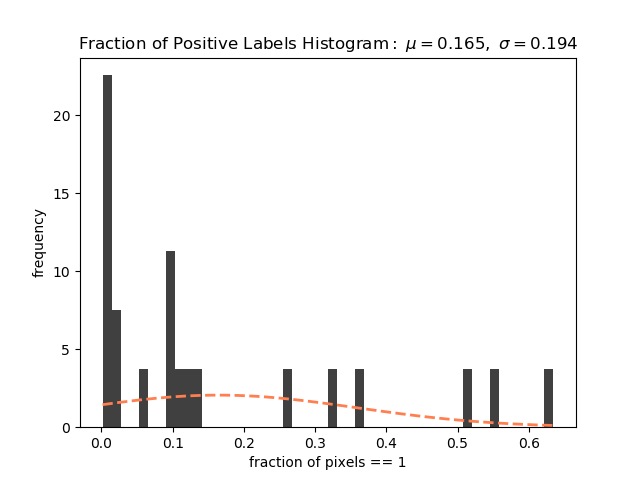 Fraction of Positive Labels Histogram : μ = 0.165, σ = 0.194
20
15
10
5
0
frequency
0.0 0.1 0.2 0.3 0.4 0.5 0.6
fraction of pixels == 1